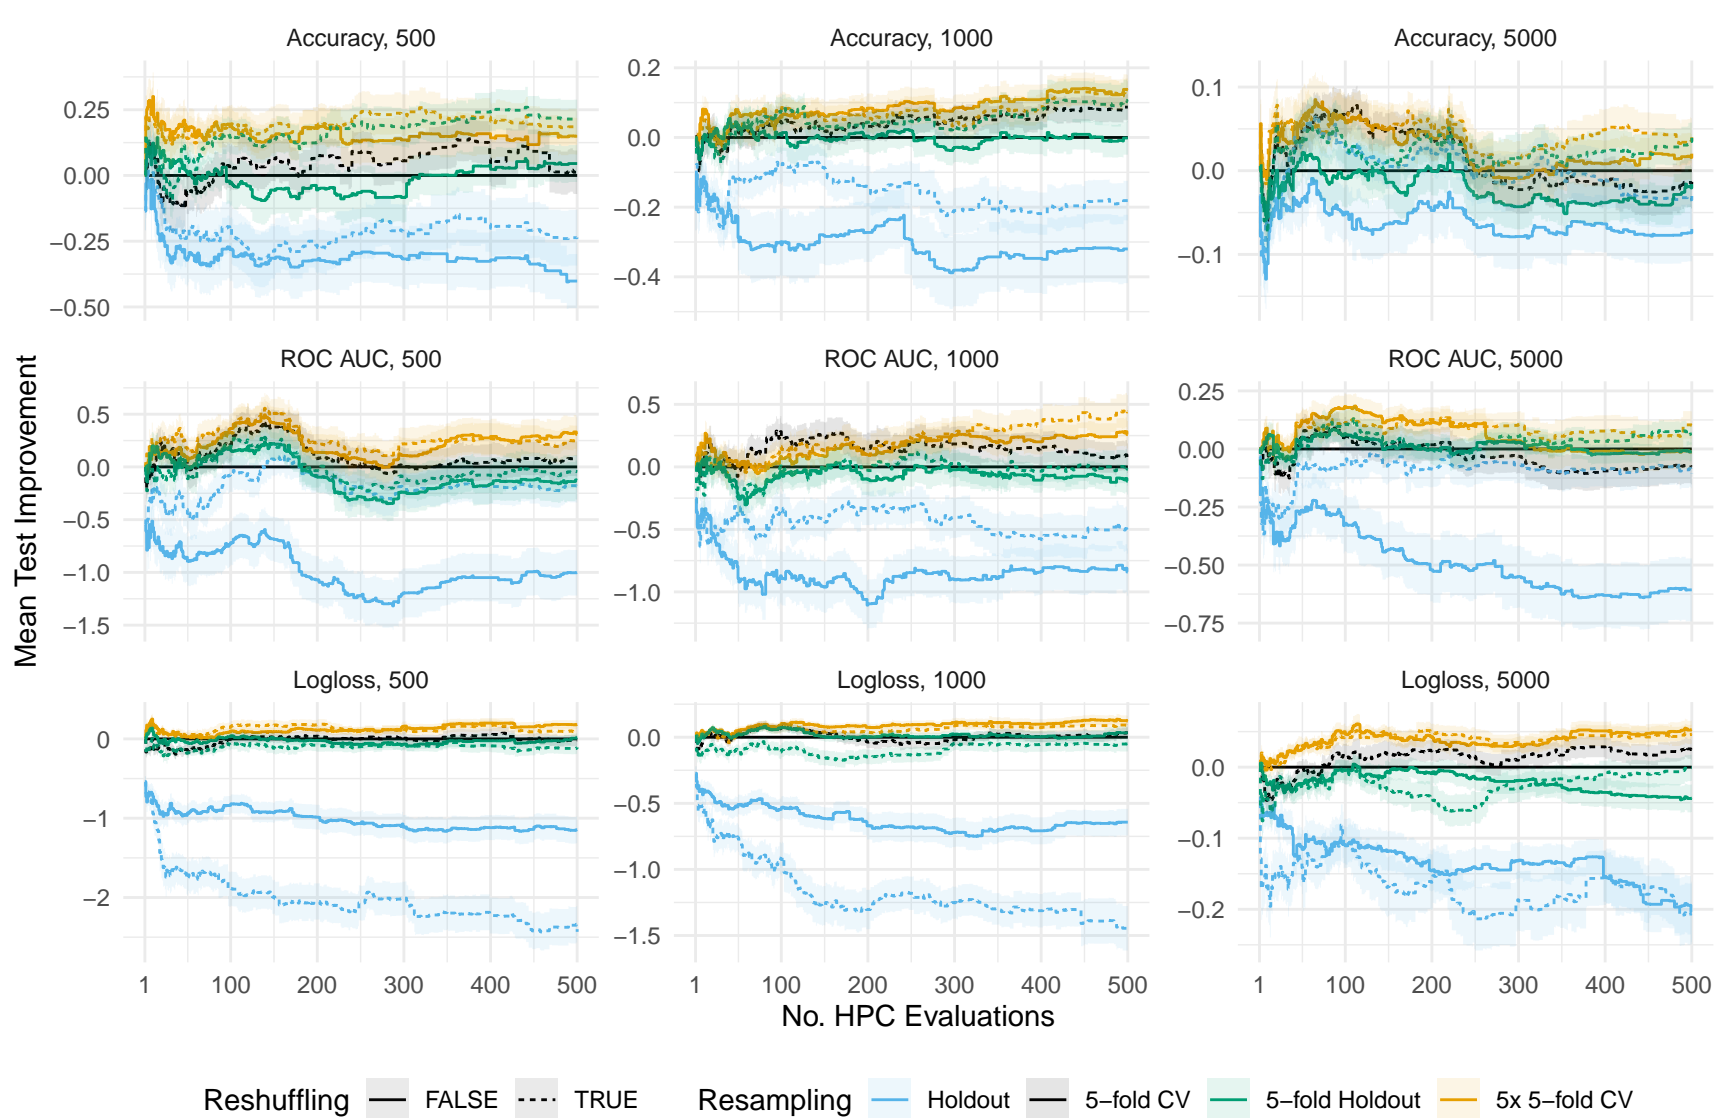 Accuracy, 500
Accuracy, 1000
Accuracy, 5000
0.25
0.00
−0.25
−0.50
0.2
0.0
−0.2
−0.4
0.1
0.0
−0.1
Mean Test Improvement
ROC AUC, 500
ROC AUC, 1000
ROC AUC, 5000
0.5
0.0
−0.5
−1.0
−1.5
0.5
0.0
−0.5
−1.0
0.25
0.00
−0.25
−0.50
−0.75
Logloss, 500
Logloss, 1000
Logloss, 5000
0
−1
−2
0.0
−0.5
−1.0
−1.5
0.0
−0.1
−0.2
1 100 200 300 400 500
1 100 200 300 400 500
1 100 200 300 400 500
No. HPC Evaluations
Reshuffling FALSE TRUE Resampling Holdout 5−fold CV 5−fold Holdout 5x 5−fold CV